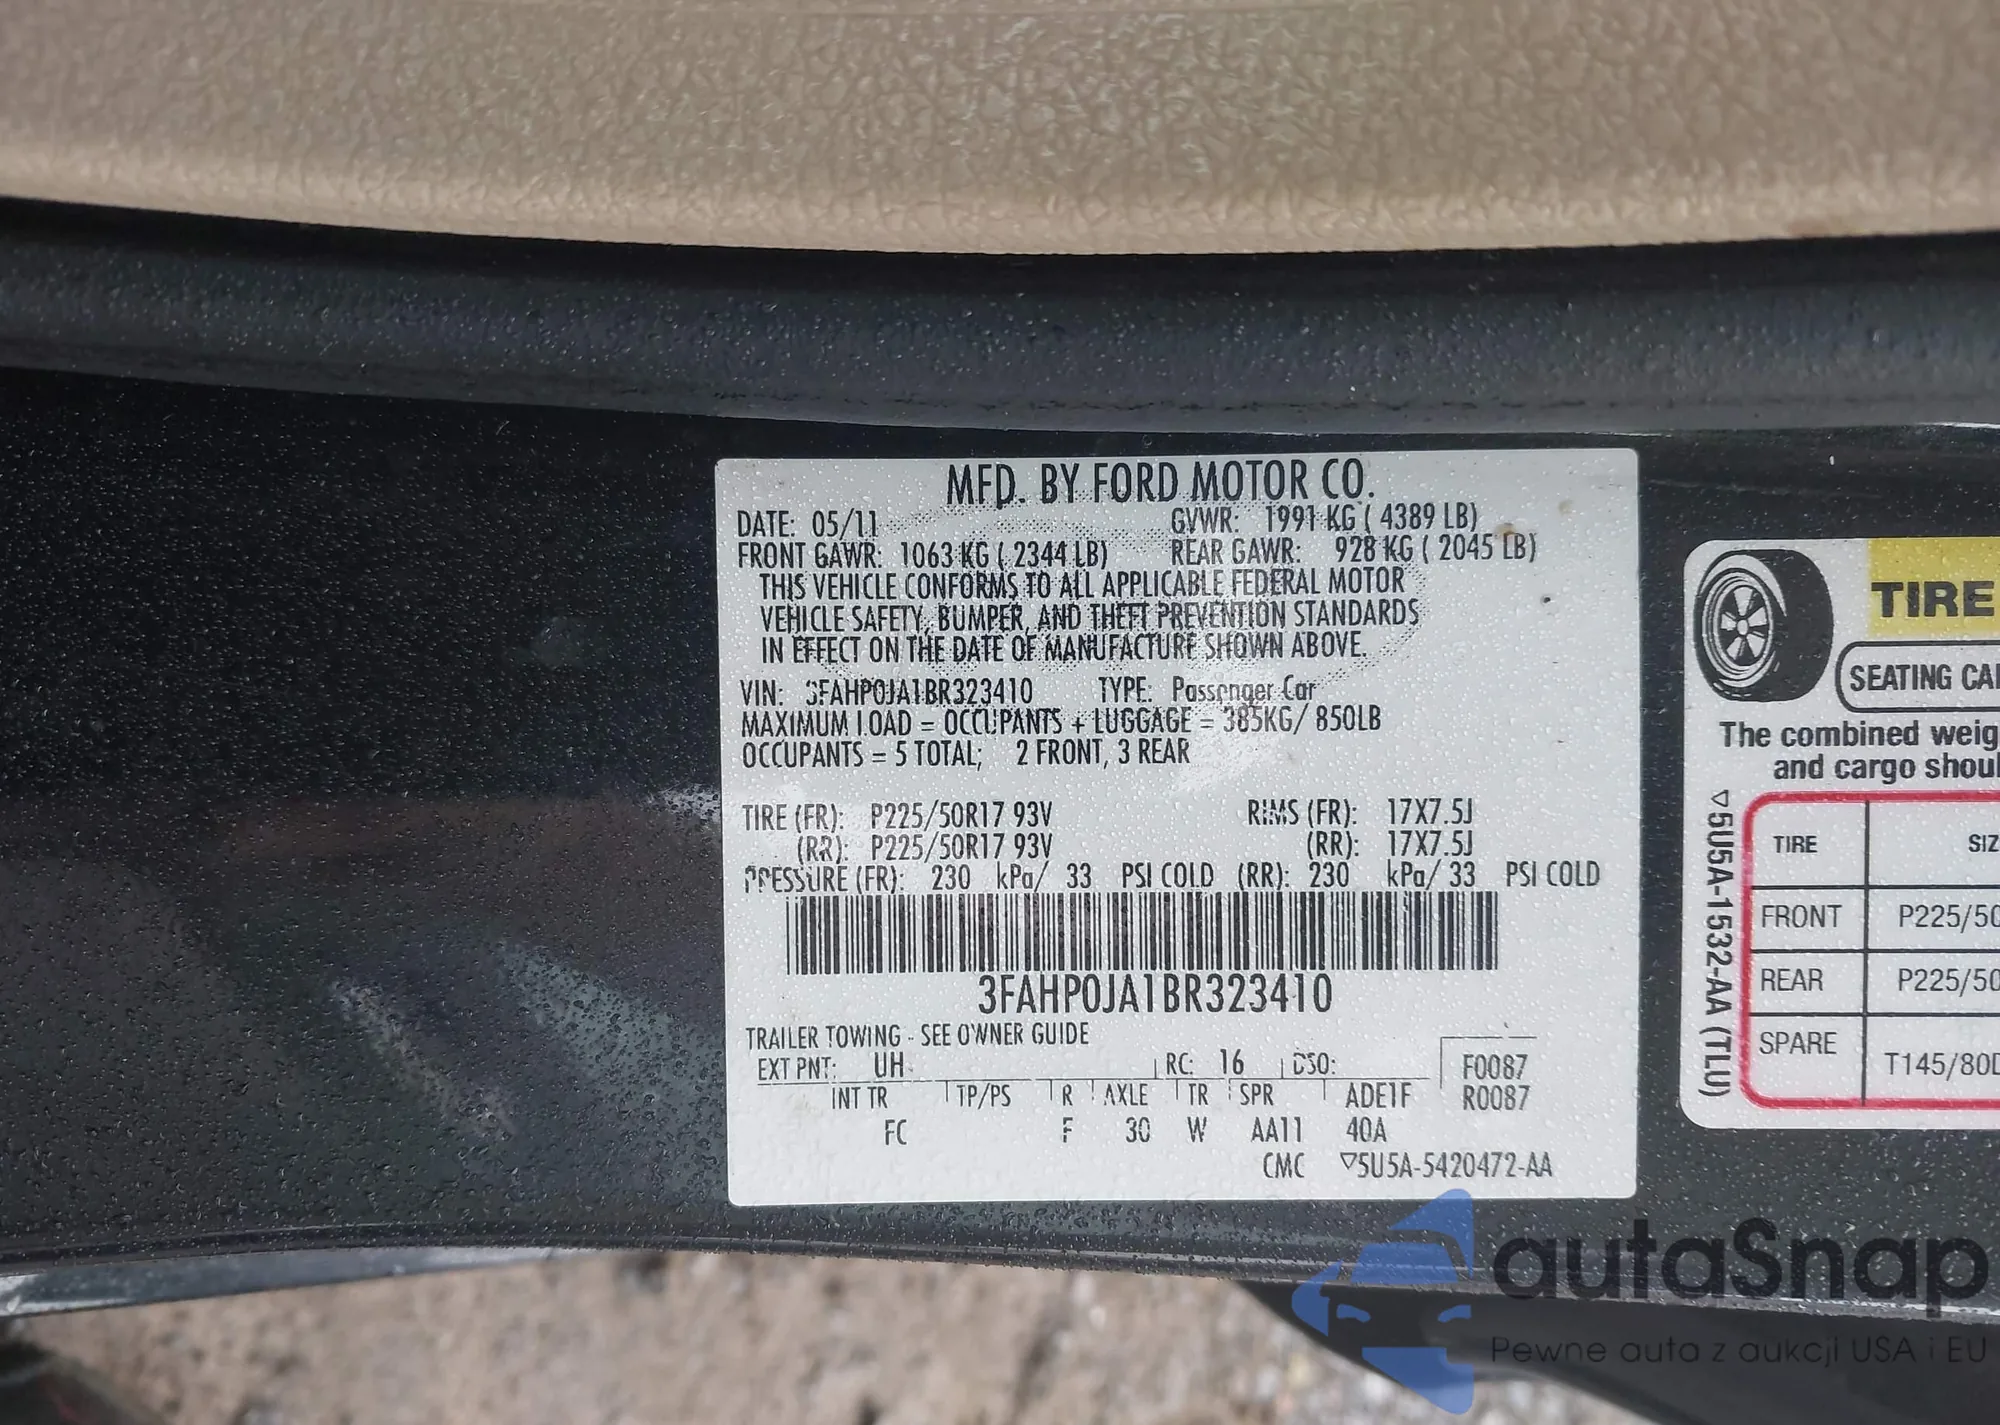 MFD. BY FORD MOTOR CO.
DATE: 05/11 GVWR: 1991 KG ( 4389 LB)
FRONT GAWR: 1063 KG ( 2344 LB) REAR GAWR: 928 KG ( 2045 LB)
THIS VEHICLE CONFORMS TO ALL APPLICABLE FEDERAL MOTOR
VEHICLE SAFETY, BUMPER, AND THEFT PREVENTION STANDARDS
IN EFFECT ON THE DATE OF MANUFACTURE SHOWN ABOVE.
VIN: 3FAHP0JA1BR323410 TYPE: Passenger Car
MAXIMUM LOAD = OCCUPANTS + LUGGAGE = 385KG/ 850LB
OCCUPANTS = 5 TOTAL; 2 FRONT, 3 REAR
TIRE (FR): P225/50R17 93V RIMS (FR): 17X7.5J
(RR): P225/50R17 93V (RR): 17X7.5J
PRESSURE (FR): 230 kPa/ 33 PSI COLD (RR): 230 kPa/ 33 PSI COLD
3FAHP0JA1BR323410
TRAILER TOWING - SEE OWNER GUIDE
EXT PNT: UH RC: 16 DSO: F0087
INT TR TP/PS R AXLE TR SPR ADE1F R0087
FC F 30 W AA11 40A
CMC ▽5U5A-5420472-AA
TIRE
SEATING CA
The combined weig
and cargo shoul
▽5U5A-1532-AA (TLU)
TIRE SIZ
FRONT P225/50
REAR P225/50
SPARE T145/80D
autaSnap
Pewne auta z aukcji USA i EU